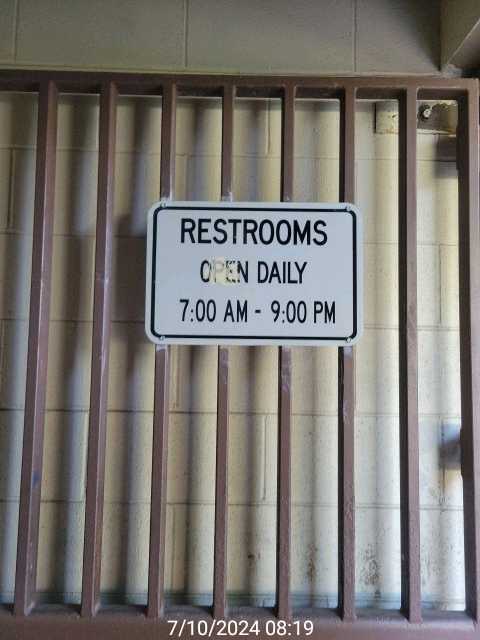 RESTROOMS
OPEN DAILY
7:00 AM - 9:00 PM
7/10/2024 08:19